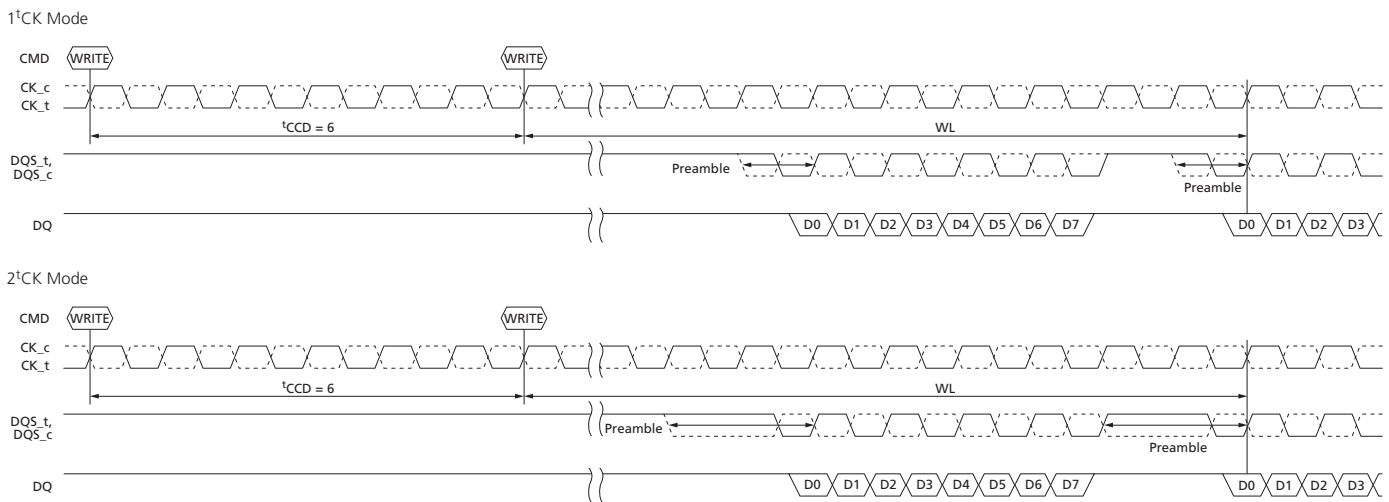 1tCK Mode
CMD WRITE WRITE
CK_c
CK_t
tCCD = 6 WL
DQS_t,
DQS_c
Preamble
Preamble
DQ D0 D1 D2 D3 D4 D5 D6 D7 D0 D1 D2 D3
2tCK Mode
CMD WRITE WRITE
CK_c
CK_t
tCCD = 6 WL
DQS_t,
DQS_c
Preamble
Preamble
DQ D0 D1 D2 D3 D4 D5 D6 D7 D0 D1 D2 D3